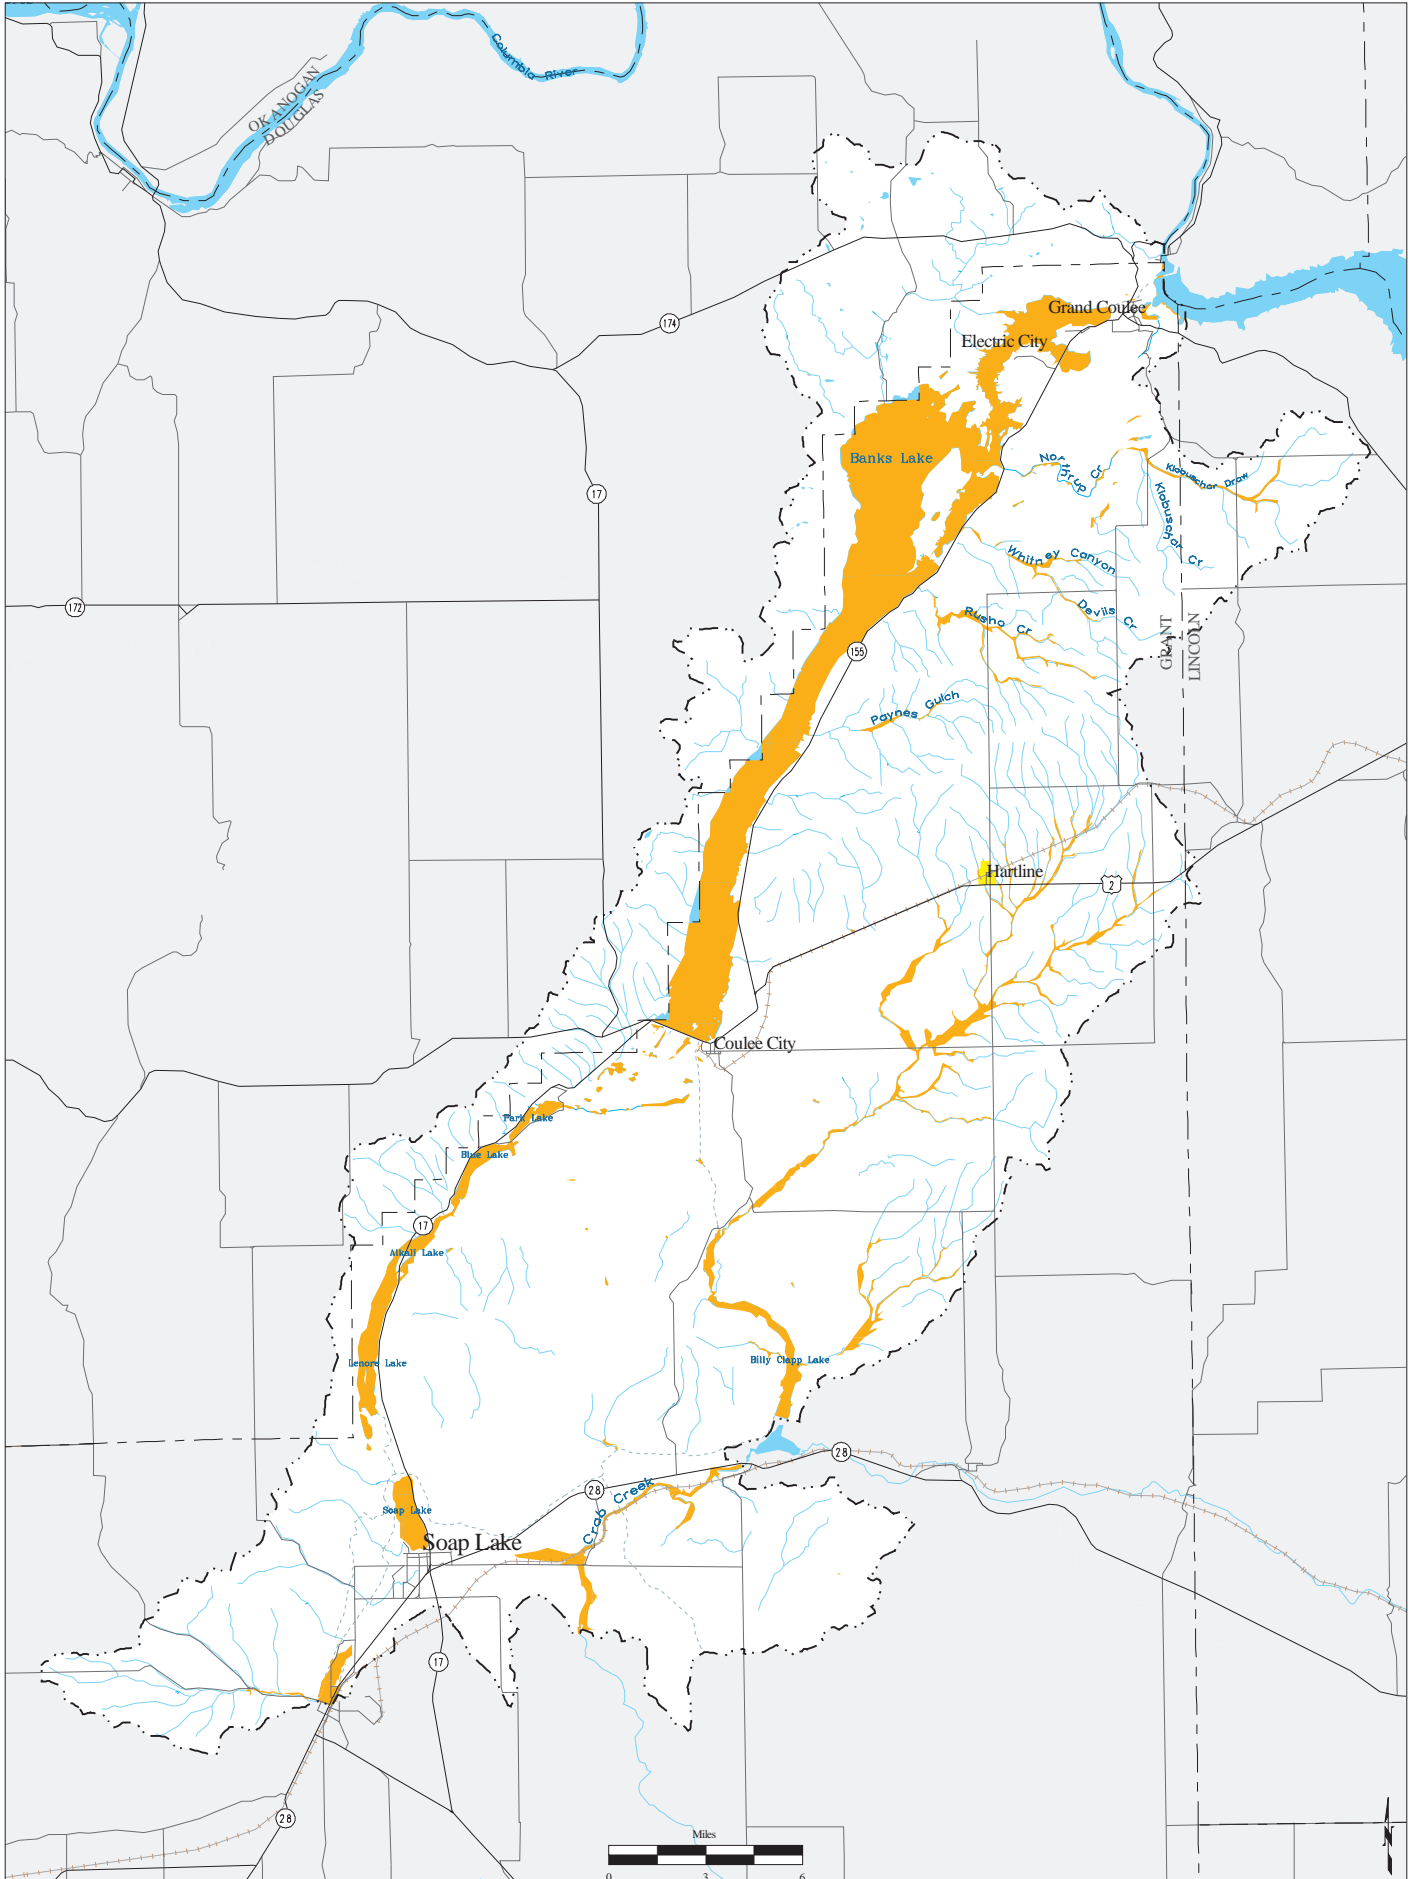 Columbia River
OKANOGAN
DOUGLAS
174
Grand Coulee
Electric City
Banks Lake
Northrup Cr
Klobuschar Draw
Klobuschar Cr
17
Whitney Canyon
172
Devils Cr
Rusho Cr
GRANT
LINCOLN
155
Paynes Gulch
Hartline
2
Coulee City
Park Lake
Blue Lake
17
Alkali Lake
Lenore Lake
Billy Clapp Lake
28
28
Crab Creek
Soap Lake
Soap Lake
17
28
Miles
0 3 6
N